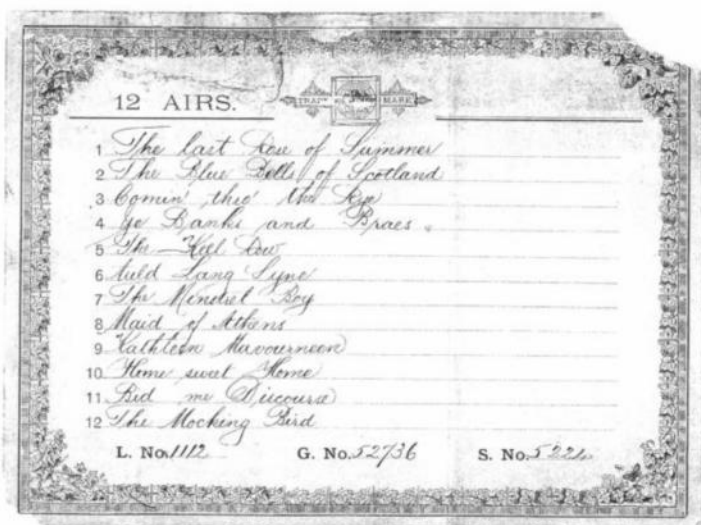 12 AIRS.
TRADE MARK
1 The last Rose of Summer
2 The Blue Bells of Scotland
3 Comin' thro' the Rye
4 Ye Banks and Braes.
5 The Keel Row
6 Auld Lang Syne
7 The Minstrel Boy
8 Maid of Athens
9 Kathleen Mavourneen
10 Home sweet Home
11 Bid me Discourse
12 The Mocking Bird
L. No. 1112 G. No. 52736 S. No.